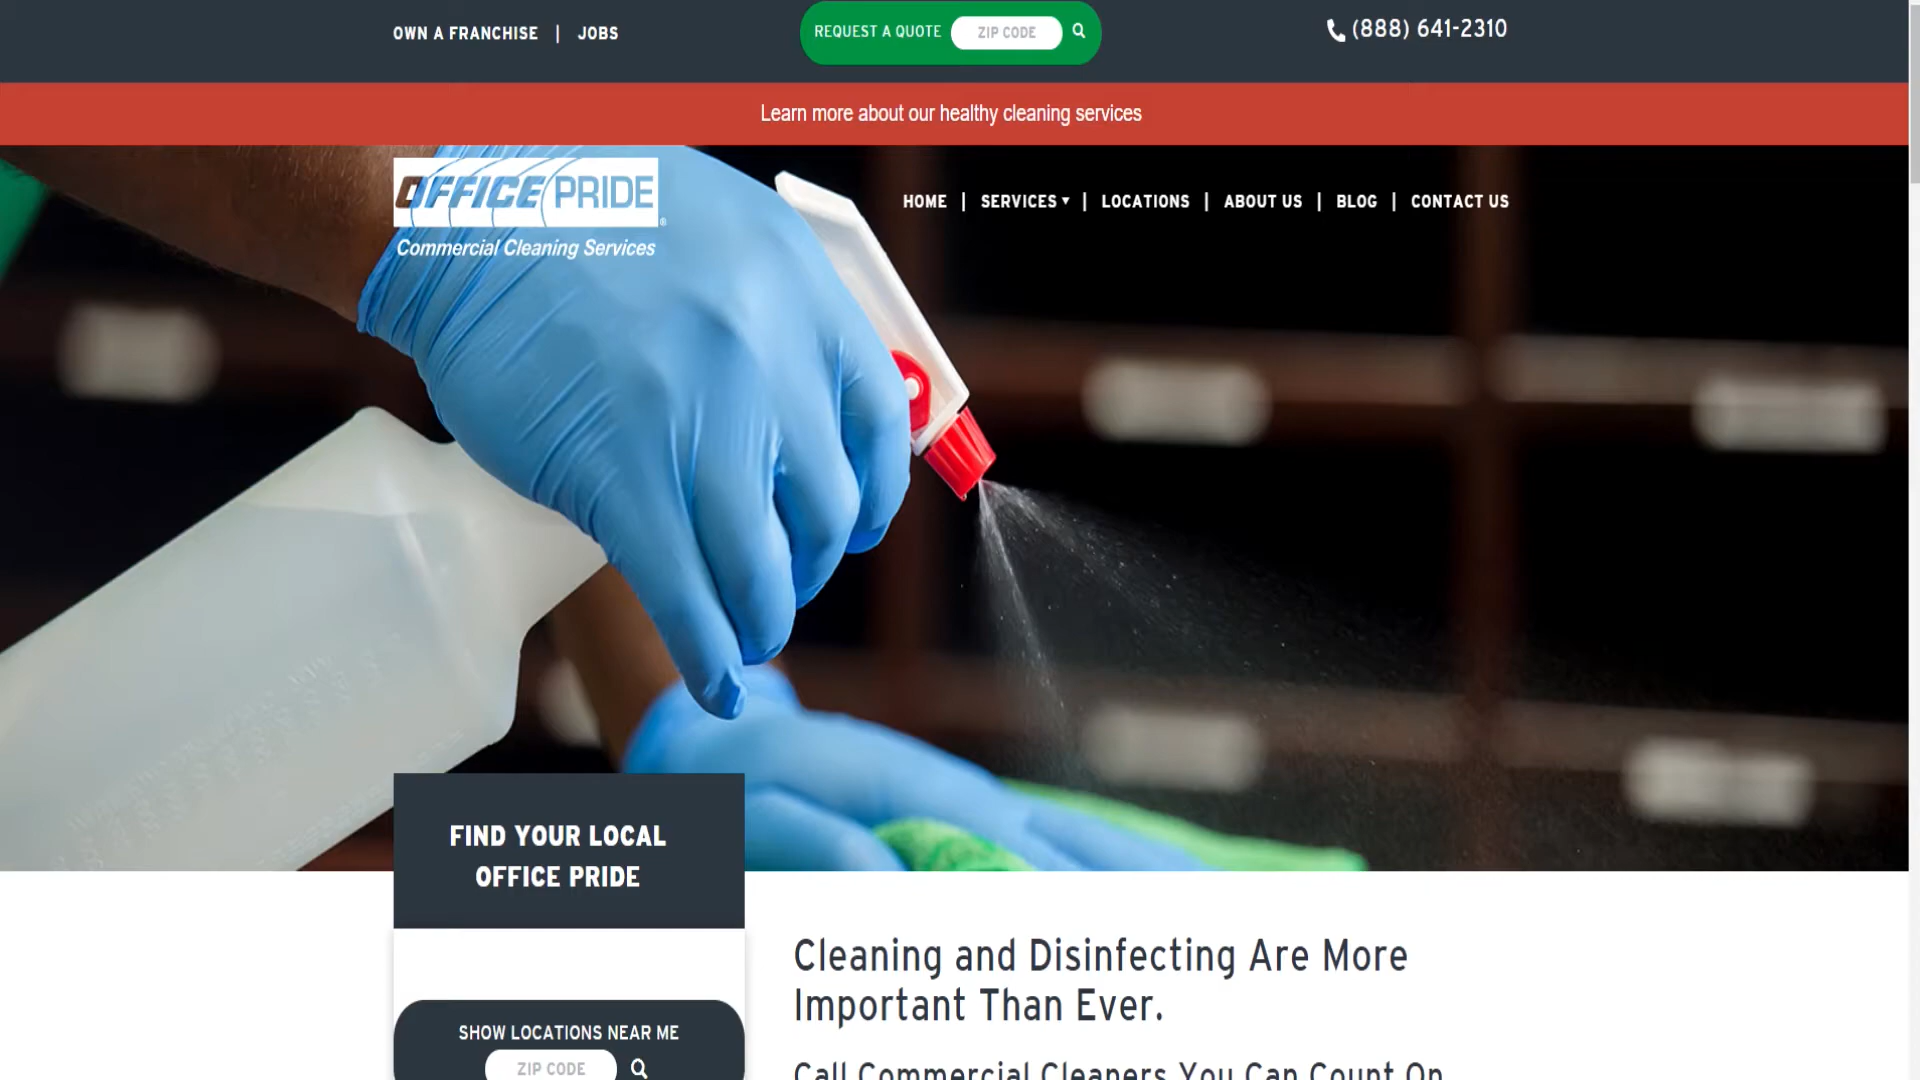 OWN A FRANCHISE | JOBS
REQUEST A QUOTE ZIP CODE
(888) 641-2310
Learn more about our healthy cleaning services
OFFICE PRIDE®
Commercial Cleaning Services
HOME | SERVICES ▾ | LOCATIONS | ABOUT US | BLOG | CONTACT US
FIND YOUR LOCAL
OFFICE PRIDE
SHOW LOCATIONS NEAR ME
ZIP CODE
Cleaning and Disinfecting Are More
Important Than Ever.
Call Commercial Cleaners You Can Count On